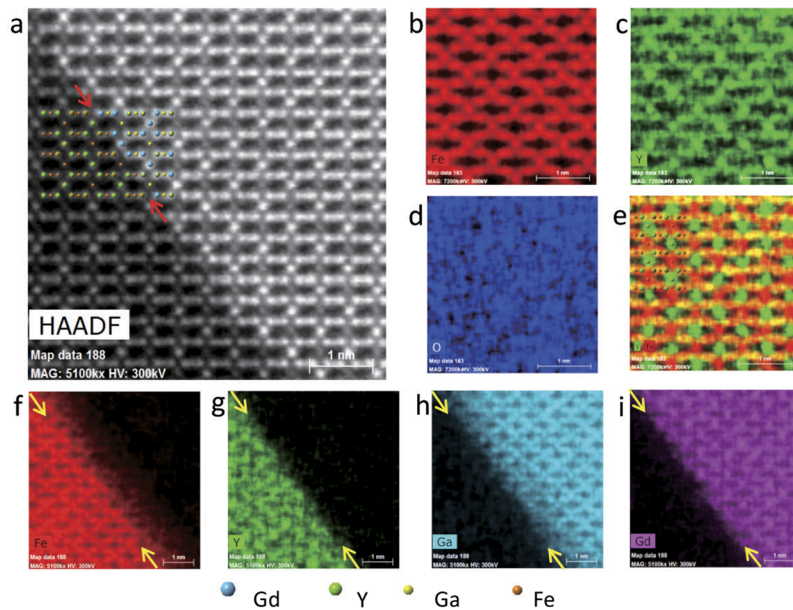 a
HAADF
Map data 188
MAG: 5100kx HV: 300kV
1 nm
b
Fe
Map data 183
MAG: 7200kx HV: 300kV
1 nm
c
Y
Map data 183
MAG: 7200kx HV: 300kV
1 nm
d
O
Map data 183
MAG: 7200kx HV: 300kV
1 nm
e
Y Fe
Map data 183
MAG: 7200kx HV: 300kV
1 nm
f
Fe
Map data 188
MAG: 5100kx HV: 300kV
1 nm
g
Y
Map data 188
MAG: 5100kx HV: 300kV
1 nm
h
Ga
Map data 188
MAG: 5100kx HV: 300kV
1 nm
i
Gd
Map data 188
MAG: 5100kx HV: 300kV
1 nm
Gd Y Ga Fe